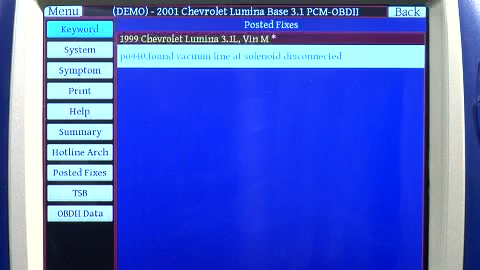 Menu
(DEMO) - 2001 Chevrolet Lumina Base 3.1 PCM-OBDII
Back
Keyword
System
Symptom
Print
Help
Summary
Hotline Arch
Posted Fixes
TSB
OBDII Data
Posted Fixes
1999 Chevrolet Lumina 3.1L, Vin M *
p0440,found vacuum line at solenoid disconnected